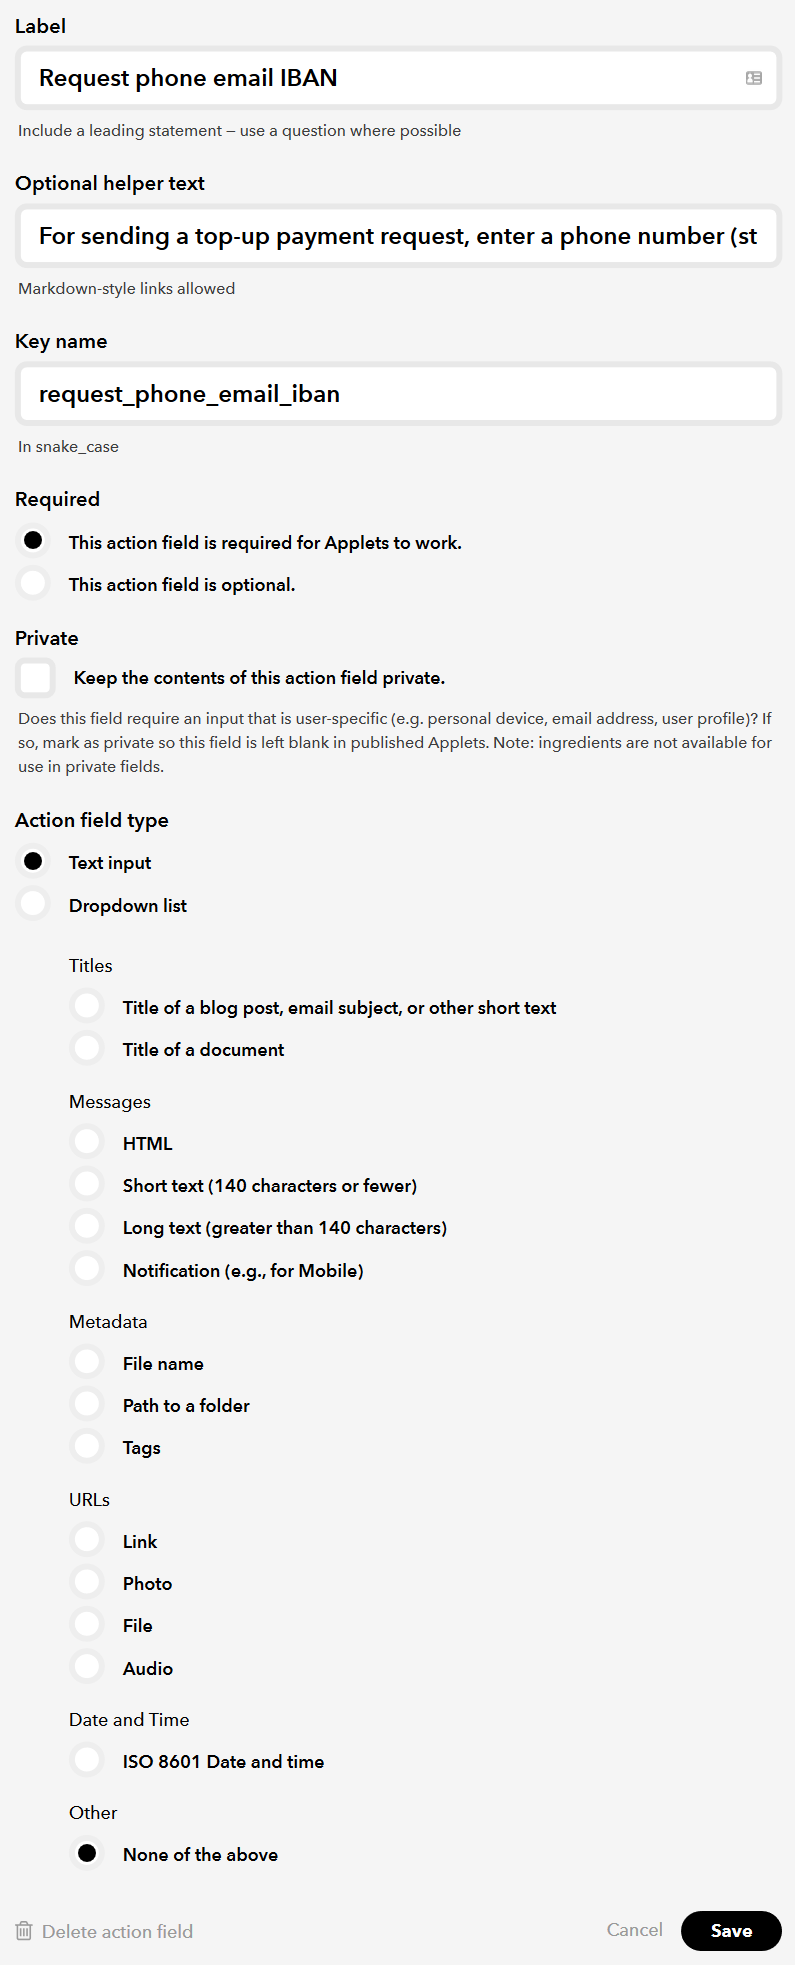 Label
Request phone email IBAN
Include a leading statement – use a question where possible
Optional helper text
For sending a top-up payment request, enter a phone number (st
Markdown-style links allowed
Key name
request_phone_email_iban
In snake_case
Required
This action field is required for Applets to work.
This action field is optional.
Private
Keep the contents of this action field private.
Does this field require an input that is user-specific (e.g. personal device, email address, user profile)? If
so, mark as private so this field is left blank in published Applets. Note: ingredients are not available for
use in private fields.
Action field type
Text input
Dropdown list
Titles
Title of a blog post, email subject, or other short text
Title of a document
Messages
HTML
Short text (140 characters or fewer)
Long text (greater than 140 characters)
Notification (e.g., for Mobile)
Metadata
File name
Path to a folder
Tags
URLs
Link
Photo
File
Audio
Date and Time
ISO 8601 Date and time
Other
None of the above
Delete action field
Cancel
Save